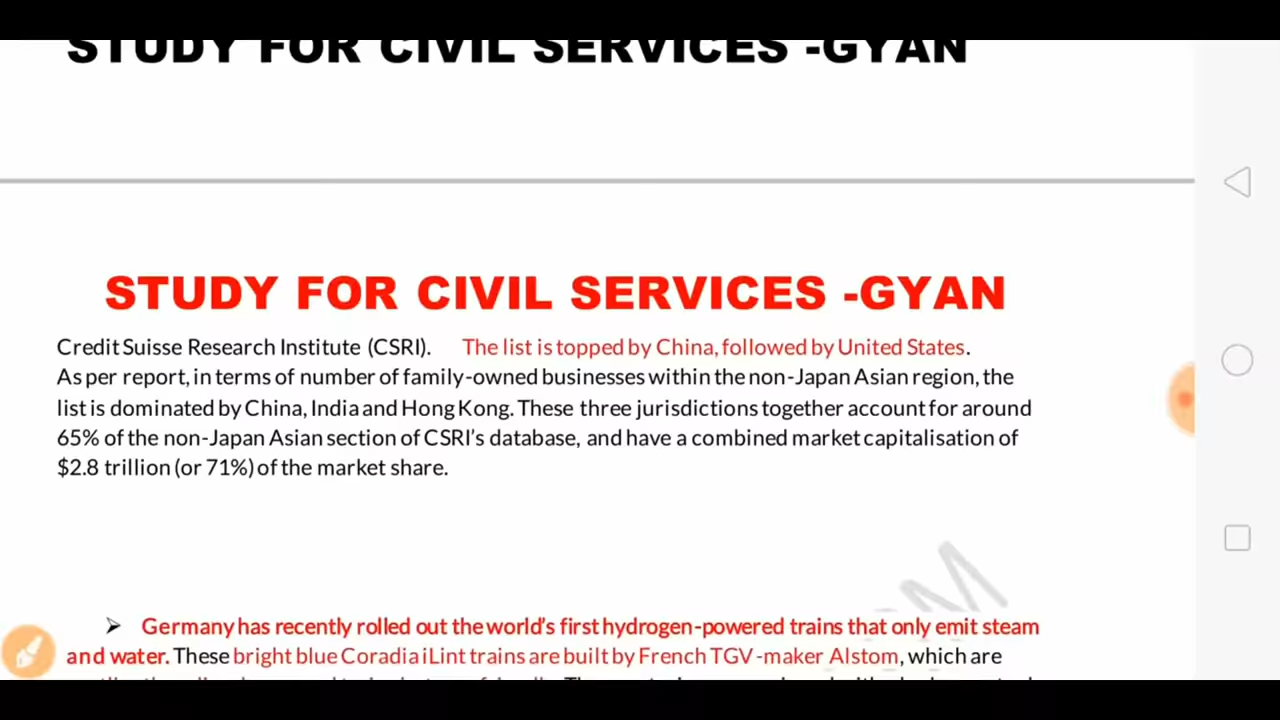 STUDY FOR CIVIL SERVICES -GYAN
STUDY FOR CIVIL SERVICES -GYAN
Credit Suisse Research Institute (CSRI). The list is topped by China, followed by United States.
As per report, in terms of number of family-owned businesses within the non-Japan Asian region, the
list is dominated by China, India and Hong Kong. These three jurisdictions together account for around
65% of the non-Japan Asian section of CSRI's database, and have a combined market capitalisation of
$2.8 trillion (or 71%) of the market share.
➢ Germany has recently rolled out the world's first hydrogen-powered trains that only emit steam
and water. These bright blue Coradia iLint trains are built by French TGV -maker Alstom, which are